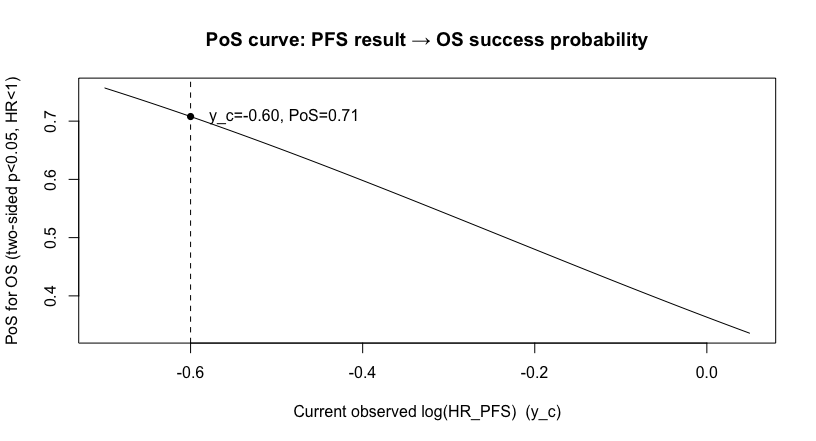 PoS curve: PFS result → OS success probability
PoS for OS (two-sided p<0.05, HR<1)
0.7
0.6
0.5
0.4
y_c=-0.60, PoS=0.71
-0.6
-0.4
-0.2
0.0
Current observed log(HR_PFS)  (y_c)